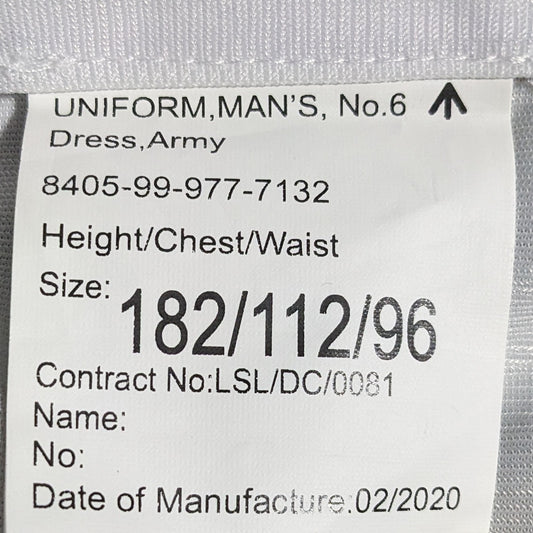 UNIFORM,MAN'S, No.6
Dress,Army
8405-99-977-7132
Height/Chest/Waist
Size: 182/112/96
Contract No:LSL/DC/0081
Name:
No:
Date of Manufacture:02/2020